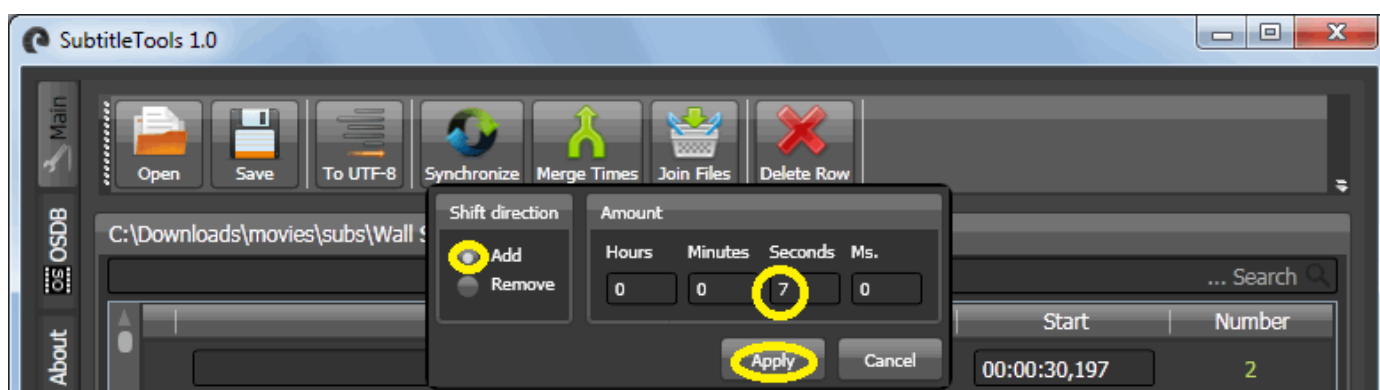 SubtitleTools 1.0
Main
OSDB
About
Open
Save
To UTF-8
Synchronize
Merge Times
Join Files
Delete Row
C:\Downloads\movies\subs\Wall
... Search
Shift direction
Add
Remove
Amount
Hours Minutes Seconds Ms.
0 0 7 0
Apply Cancel
Start Number
00:00:30,197 2